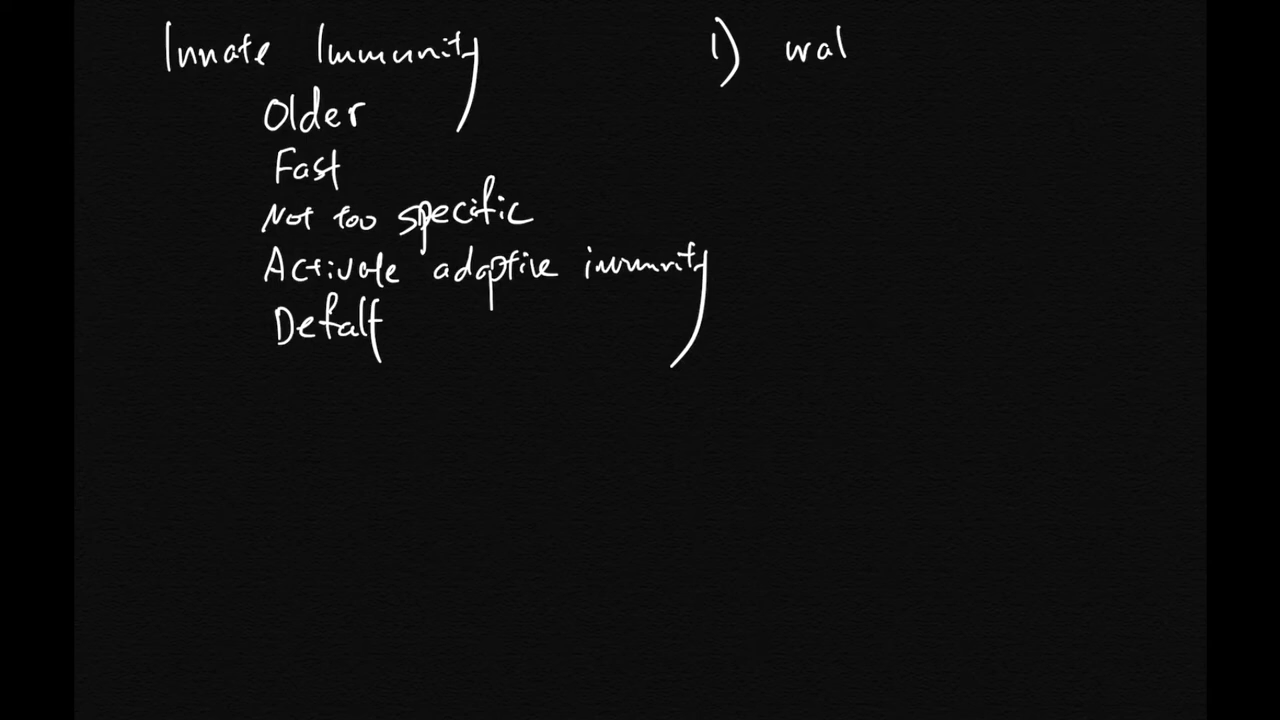 Innate Immunity
Older
Fast
Not too specific
Activate adaptive immunity
Defalt
1) wal